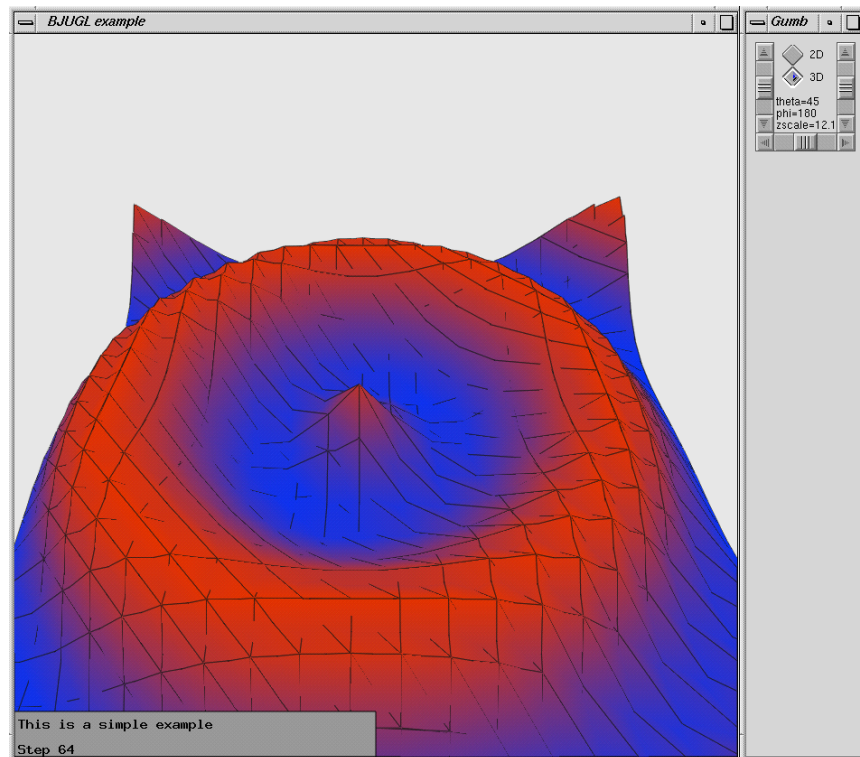 BJUGL example
Gumb
2D
3D
theta=45
phi=180
zscale=12.1
This is a simple example
Step 64